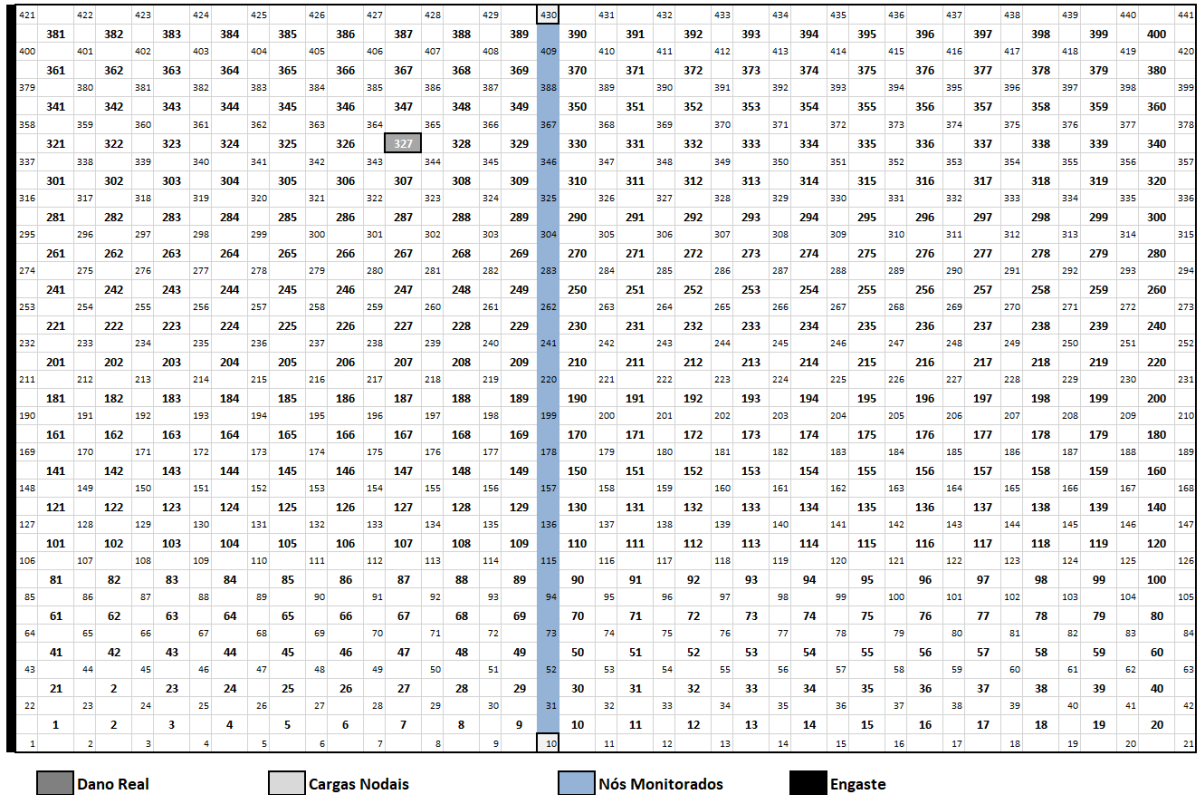 421 422 423 424 425 426 427 428 429 430 431 432 433 434 435 436 437 438 439 440 441
381 382 383 384 385 386 387 388 389 390 391 392 393 394 395 396 397 398 399 400
400 401 402 403 404 405 406 407 408 409 410 411 412 413 414 415 416 417 418 419 420
361 362 363 364 365 366 367 368 369 370 371 372 373 374 375 376 377 378 379 380
379 380 381 382 383 384 385 386 387 388 389 390 391 392 393 394 395 396 397 398 399
341 342 343 344 345 346 347 348 349 350 351 352 353 354 355 356 357 358 359 360
358 359 360 361 362 363 364 365 366 367 368 369 370 371 372 373 374 375 376 377 378
321 322 323 324 325 326 327 328 329 330 331 332 333 334 335 336 337 338 339 340
337 338 339 340 341 342 343 344 345 346 347 348 349 350 351 352 353 354 355 356 357
301 302 303 304 305 306 307 308 309 310 311 312 313 314 315 316 317 318 319 320
316 317 318 319 320 321 322 323 324 325 326 327 328 329 330 331 332 333 334 335 336
281 282 283 284 285 286 287 288 289 290 291 292 293 294 295 296 297 298 299 300
295 296 297 298 299 300 301 302 303 304 305 306 307 308 309 310 311 312 313 314 315
261 262 263 264 265 266 267 268 269 270 271 272 273 274 275 276 277 278 279 280
274 275 276 277 278 279 280 281 282 283 284 285 286 287 288 289 290 291 292 293 294
241 242 243 244 245 246 247 248 249 250 251 252 253 254 255 256 257 258 259 260
253 254 255 256 257 258 259 260 261 262 263 264 265 266 267 268 269 270 271 272 273
221 222 223 224 225 226 227 228 229 230 231 232 233 234 235 236 237 238 239 240
232 233 234 235 236 237 238 239 240 241 242 243 244 245 246 247 248 249 250 251 252
201 202 203 204 205 206 207 208 209 210 211 212 213 214 215 216 217 218 219 220
211 212 213 214 215 216 217 218 219 220 221 222 223 224 225 226 227 228 229 230 231
181 182 183 184 185 186 187 188 189 190 191 192 193 194 195 196 197 198 199 200
190 191 192 193 194 195 196 197 198 199 200 201 202 203 204 205 206 207 208 209 210
161 162 163 164 165 166 167 168 169 170 171 172 173 174 175 176 177 178 179 180
169 170 171 172 173 174 175 176 177 178 179 180 181 182 183 184 185 186 187 188 189
141 142 143 144 145 146 147 148 149 150 151 152 153 154 155 156 157 158 159 160
148 149 150 151 152 153 154 155 156 157 158 159 160 161 162 163 164 165 166 167 168
121 122 123 124 125 126 127 128 129 130 131 132 133 134 135 136 137 138 139 140
127 128 129 130 131 132 133 134 135 136 137 138 139 140 141 142 143 144 145 146 147
101 102 103 104 105 106 107 108 109 110 111 112 113 114 115 116 117 118 119 120
106 107 108 109 110 111 112 113 114 115 116 117 118 119 120 121 122 123 124 125 126
81 82 83 84 85 86 87 88 89 90 91 92 93 94 95 96 97 98 99 100
85 86 87 88 89 90 91 92 93 94 95 96 97 98 99 100 101 102 103 104 105
61 62 63 64 65 66 67 68 69 70 71 72 73 74 75 76 77 78 79 80
64 65 66 67 68 69 70 71 72 73 74 75 76 77 78 79 80 81 82 83 84
41 42 43 44 45 46 47 48 49 50 51 52 53 54 55 56 57 58 59 60
43 44 45 46 47 48 49 50 51 52 53 54 55 56 57 58 59 60 61 62 63
21 2 23 24 25 26 27 28 29 30 31 32 33 34 35 36 37 38 39 40
22 23 24 25 26 27 28 29 30 31 32 33 34 35 36 37 38 39 40 41 42
1 2 3 4 5 6 7 8 9 10 11 12 13 14 15 16 17 18 19 20
1 2 3 4 5 6 7 8 9 10 11 12 13 14 15 16 17 18 19 20 21
Dano Real Cargas Nodais Nós Monitorados Engaste